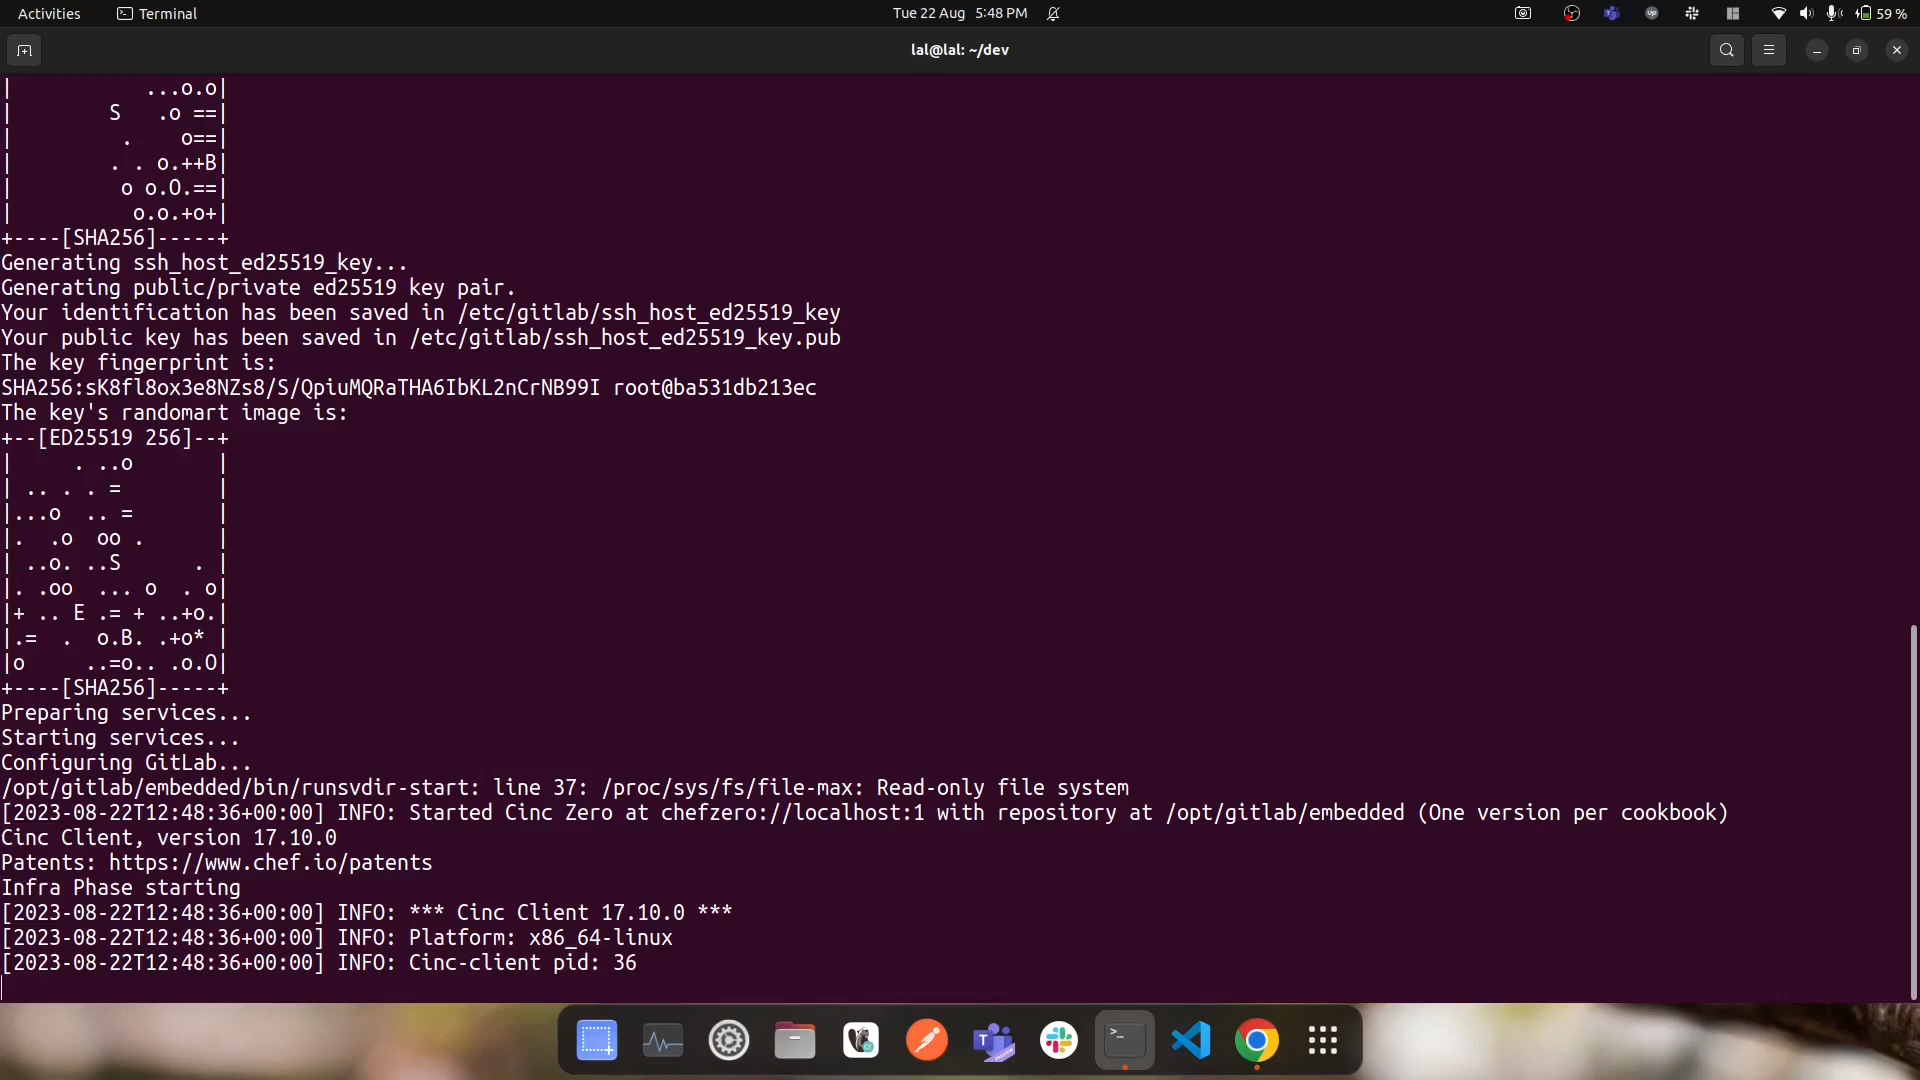 Activities Terminal Tue 22 Aug 5:48 PM 59 %
lal@lal: ~/dev
|           ...o.o|
|        S   .o ==|
|         .    o==|
|        . . o.++B|
|         o o.O.==|
|          o.o.+o+|
+----[SHA256]-----+
Generating ssh_host_ed25519_key...
Generating public/private ed25519 key pair.
Your identification has been saved in /etc/gitlab/ssh_host_ed25519_key
Your public key has been saved in /etc/gitlab/ssh_host_ed25519_key.pub
The key fingerprint is:
SHA256:sK8fl8ox3e8NZs8/S/QpiuMQRaTHA6IbKL2nCrNB99I root@ba531db213ec
The key's randomart image is:
+--[ED25519 256]--+
|     . ..o       |
| .. . . =        |
|...o  .. =       |
|.  .o  oo .      |
| ..o. ..S      . |
|. .oo  ... o  . o|
|+ .. E .= + ..+o.|
|.=  .  o.B. .+o* |
|o     ..=o.. .o.O|
+----[SHA256]-----+
Preparing services...
Starting services...
Configuring GitLab...
/opt/gitlab/embedded/bin/runsvdir-start: line 37: /proc/sys/fs/file-max: Read-only file system
[2023-08-22T12:48:36+00:00] INFO: Started Cinc Zero at chefzero://localhost:1 with repository at /opt/gitlab/embedded (One version per cookbook)
Cinc Client, version 17.10.0
Patents: https://www.chef.io/patents
Infra Phase starting
[2023-08-22T12:48:36+00:00] INFO: *** Cinc Client 17.10.0 ***
[2023-08-22T12:48:36+00:00] INFO: Platform: x86_64-linux
[2023-08-22T12:48:36+00:00] INFO: Cinc-client pid: 36